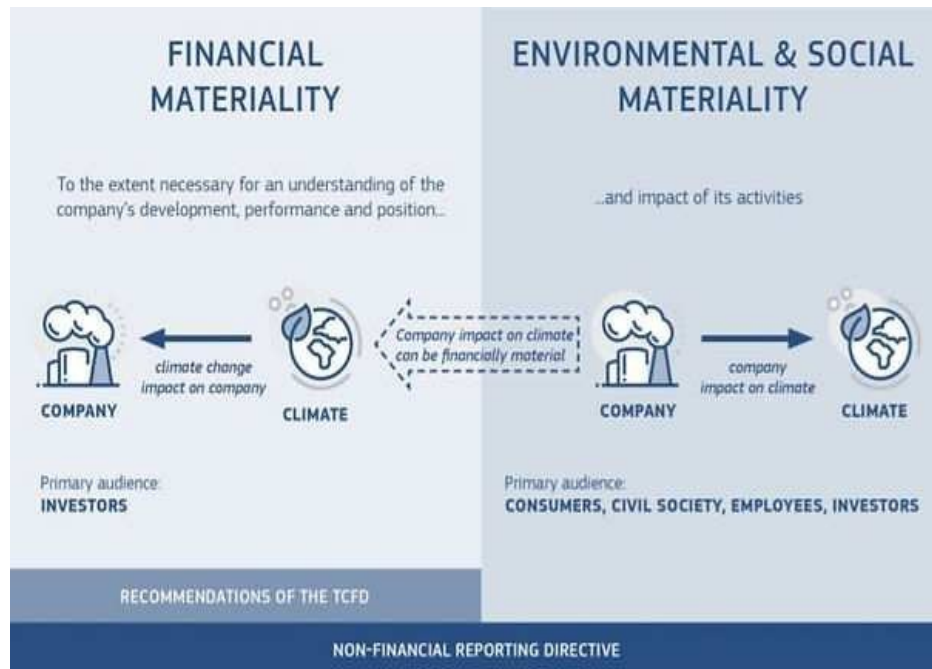 FINANCIAL
MATERIALITY
To the extent necessary for an understanding of the
company's development, performance and position...
climate change
impact on company
COMPANY
CLIMATE
Primary audience:
INVESTORS
RECOMMENDATIONS OF THE TCFD
Company impact on climate
can be financially material
ENVIRONMENTAL & SOCIAL
MATERIALITY
...and impact of its activities
company
impact on climate
COMPANY
CLIMATE
Primary audience:
CONSUMERS, CIVIL SOCIETY, EMPLOYEES, INVESTORS
NON-FINANCIAL REPORTING DIRECTIVE